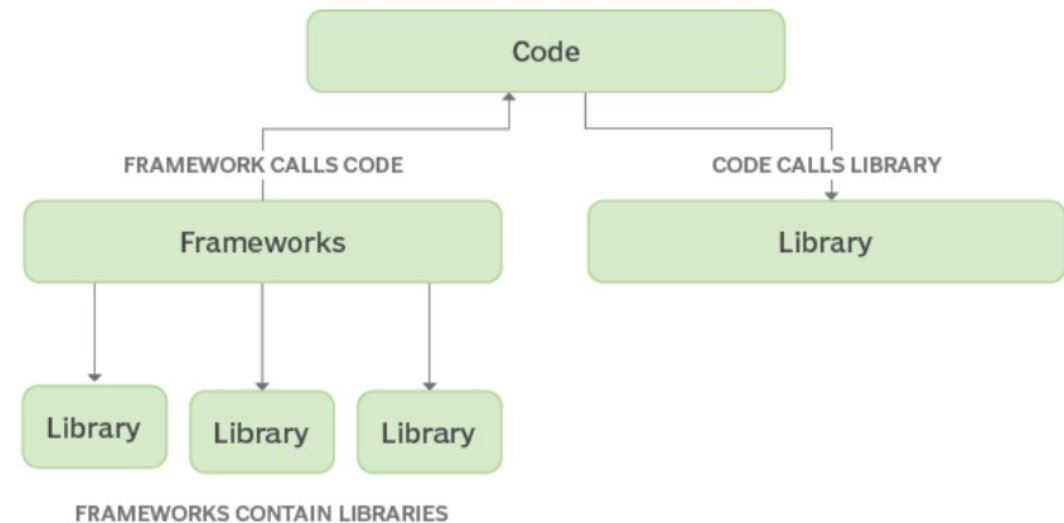 Code
FRAMEWORK CALLS CODE
CODE CALLS LIBRARY
Frameworks
Library
Library
Library
Library
FRAMEWORKS CONTAIN LIBRARIES